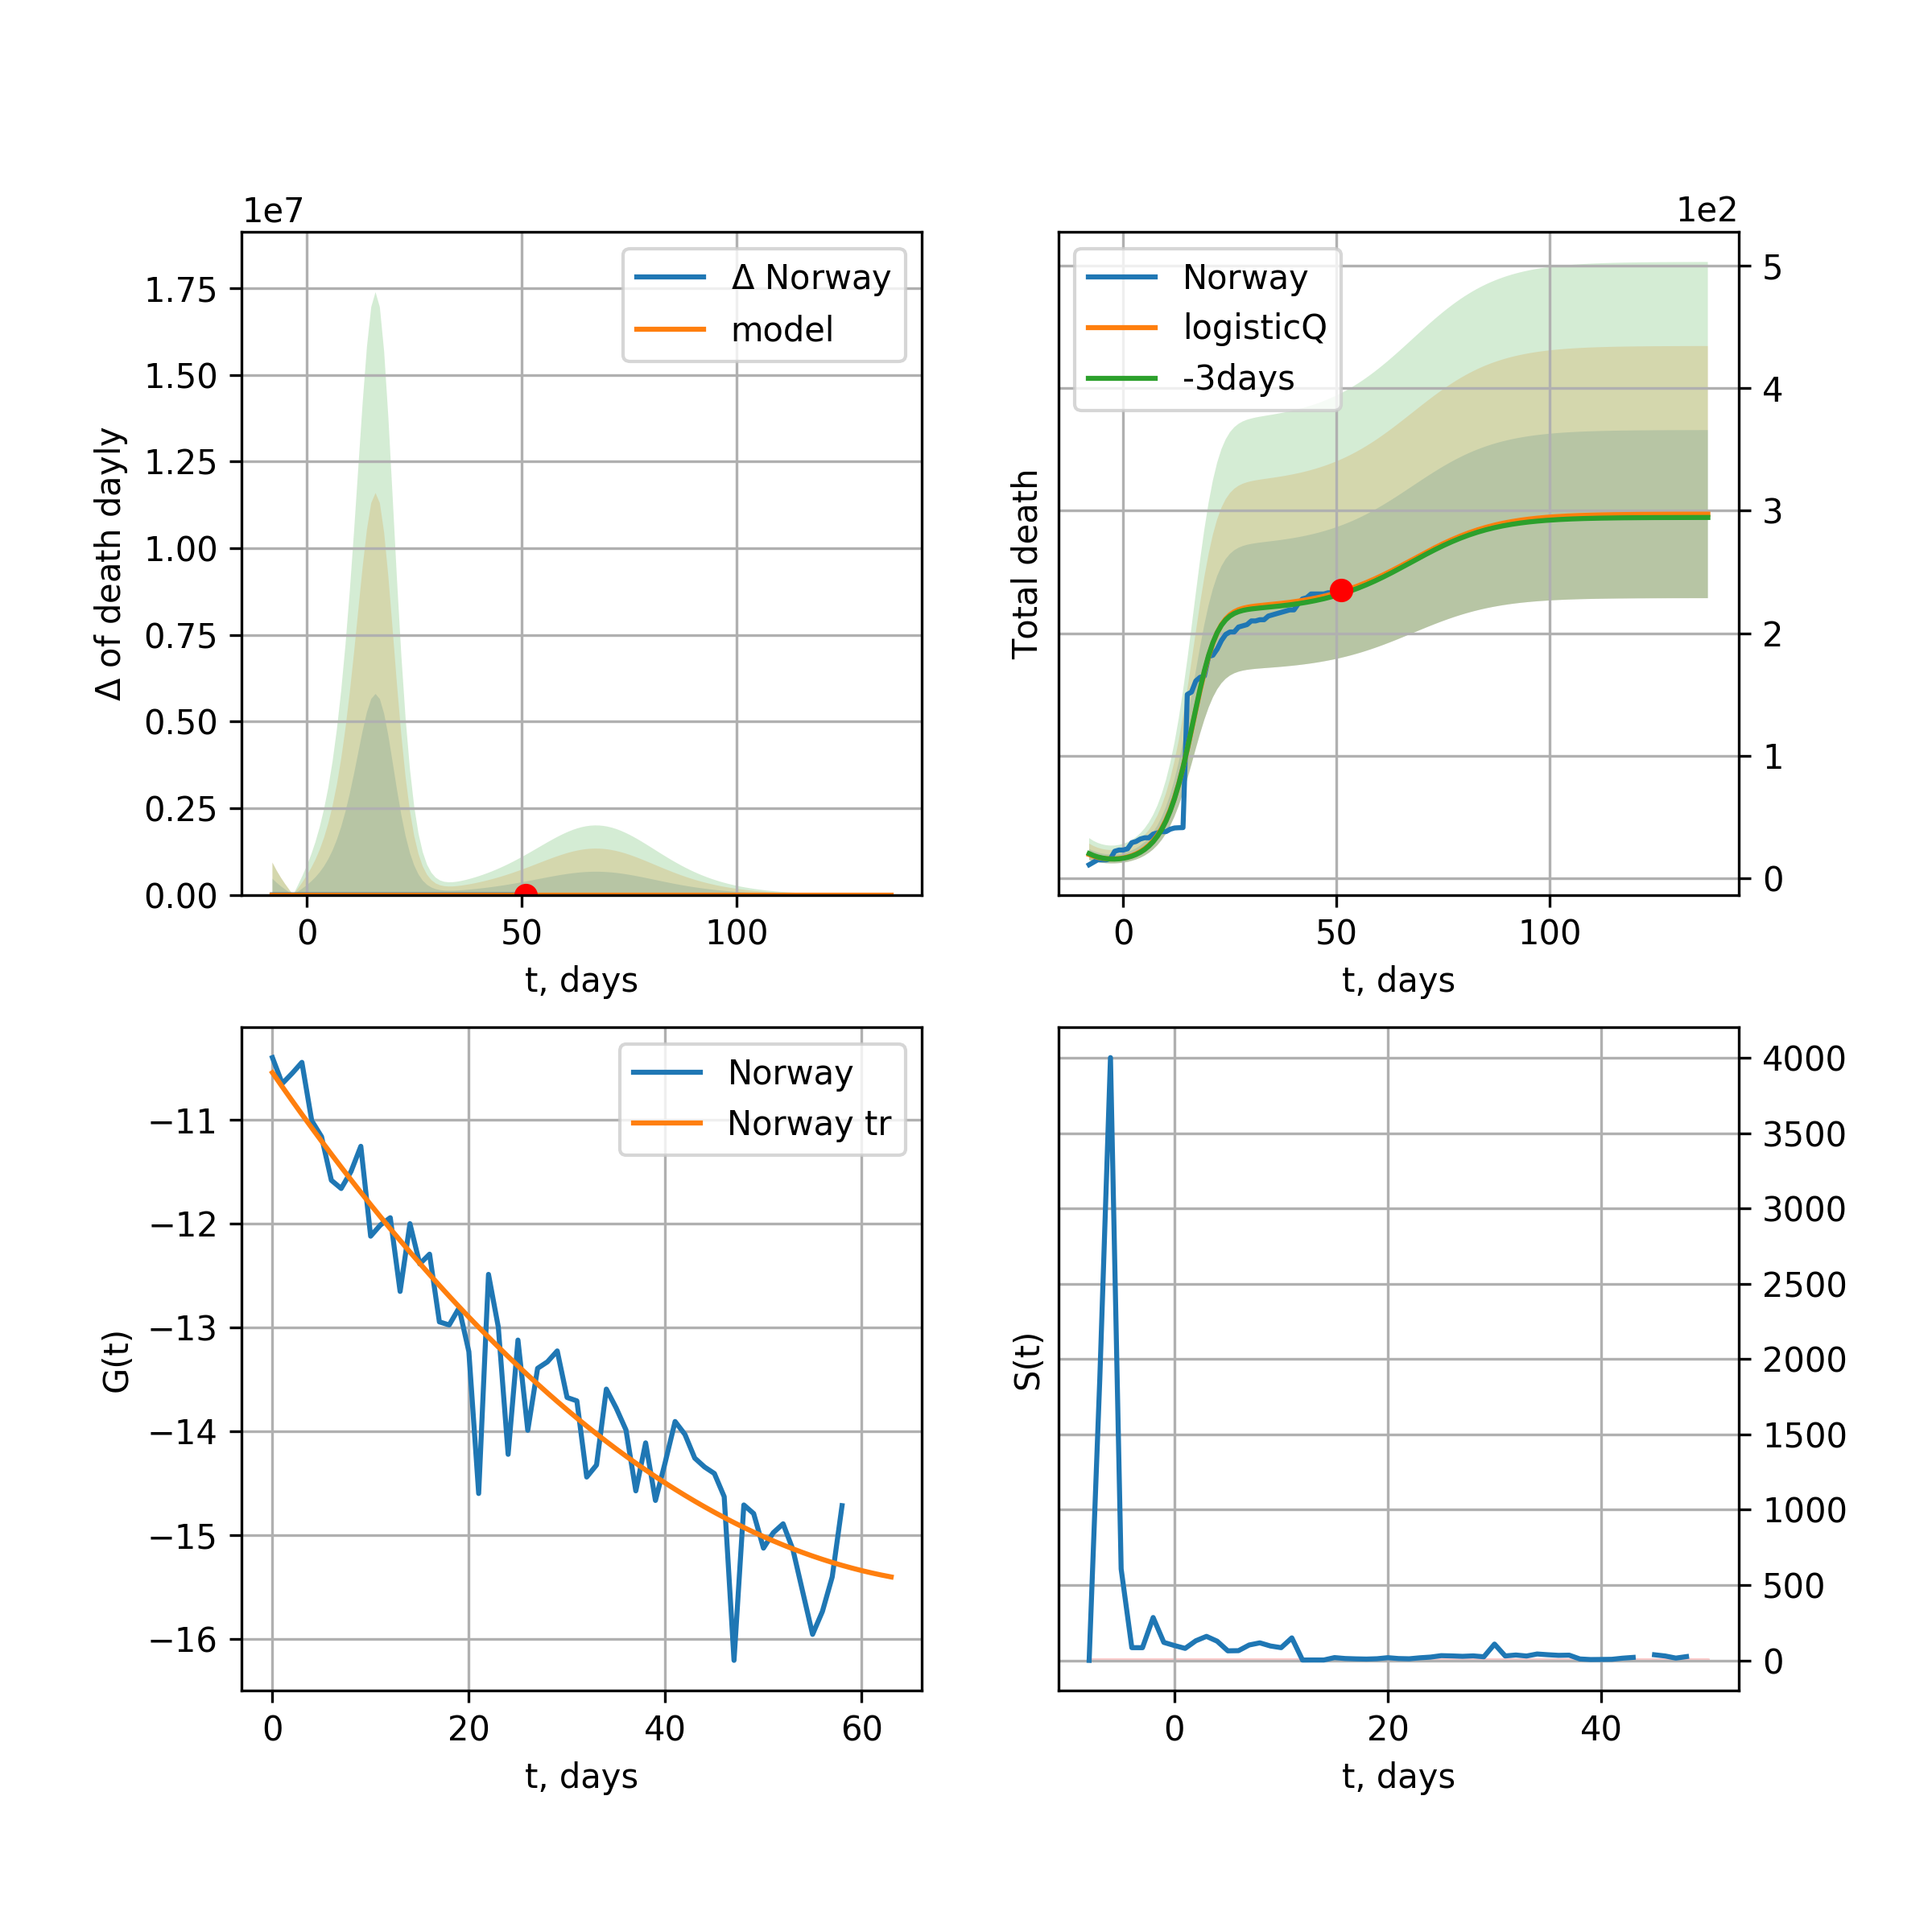 1e7
1e2
Δ of death dayly
1.75
1.50
1.25
1.00
0.75
0.50
0.25
0.00
Δ Norway
model
0
50
100
t, days
Total death
Norway
logisticQ
-3days
5
4
3
2
1
0
0
50
100
t, days
G(t)
−11
−12
−13
−14
−15
−16
Norway
Norway tr
0
20
40
60
t, days
S(t)
4000
3500
3000
2500
2000
1500
1000
500
0
0
20
40
t, days